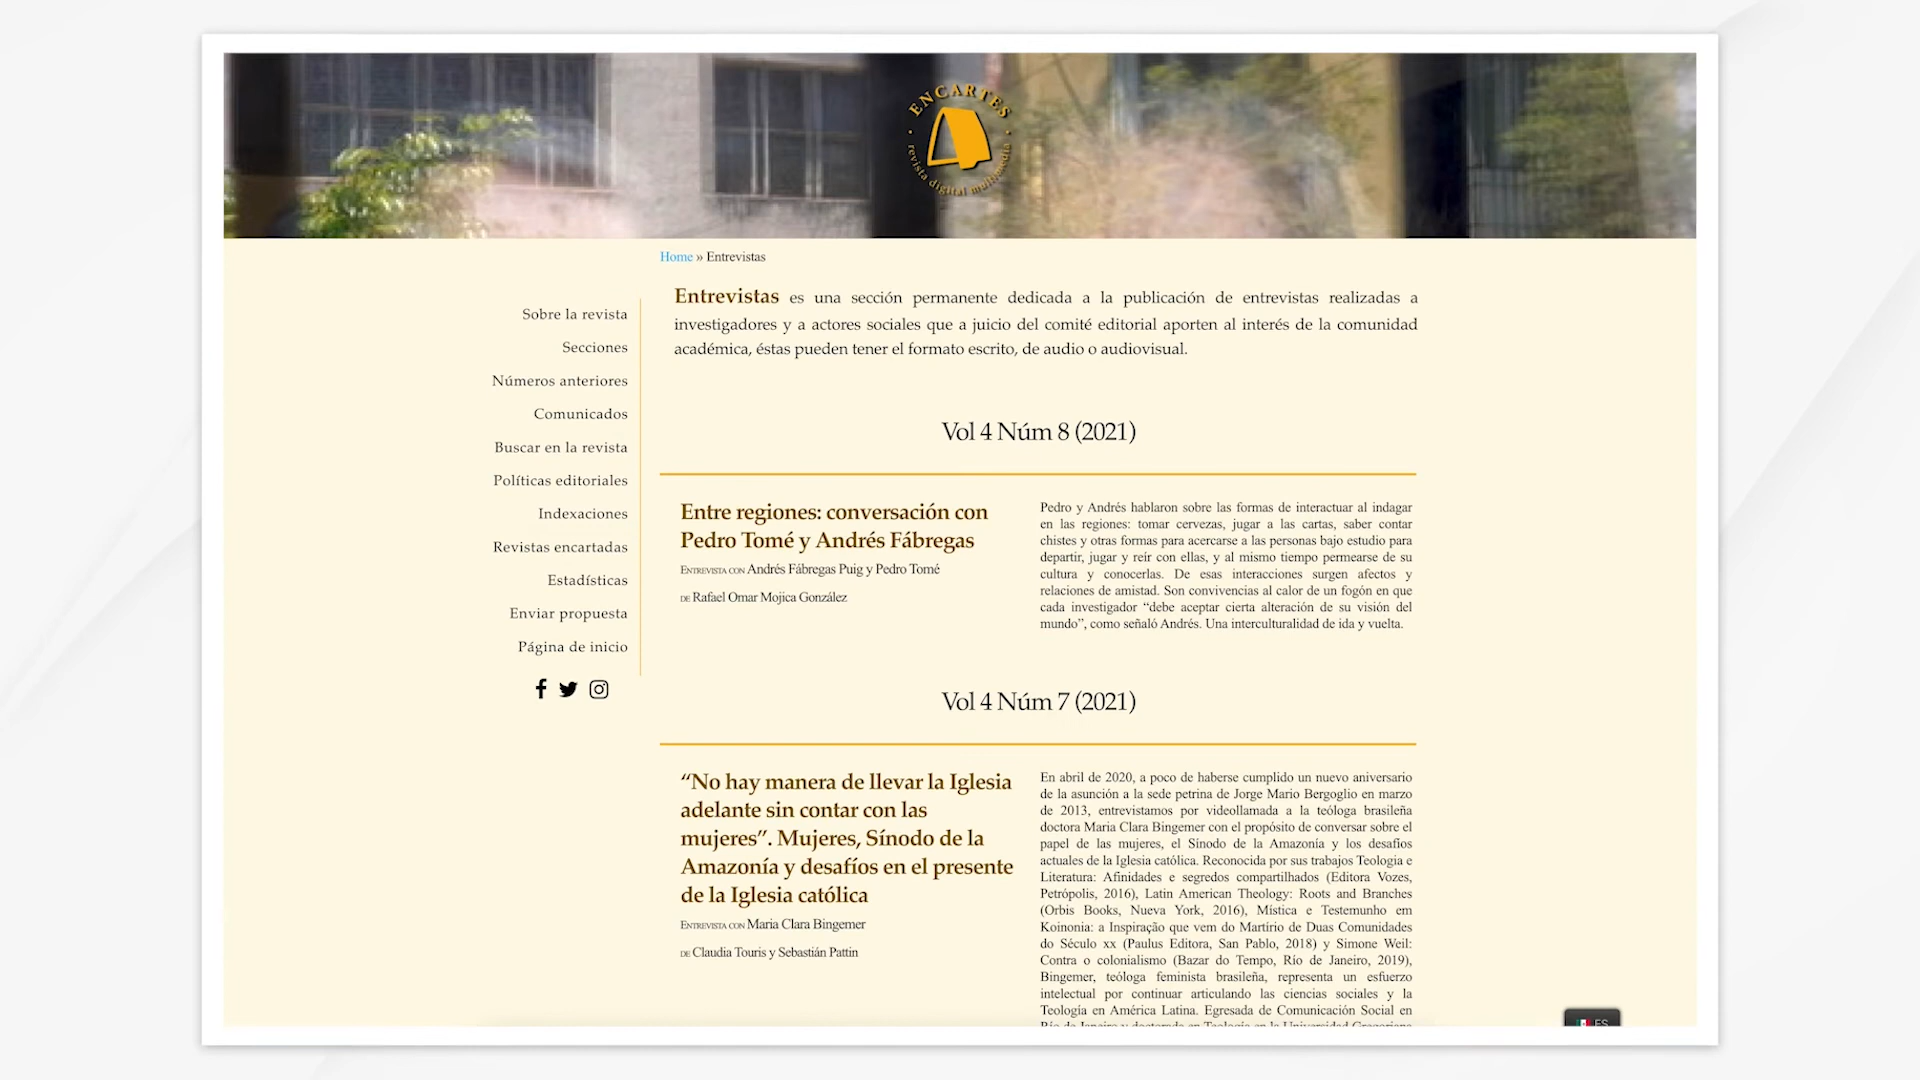 ENCARTES
revista digital multimedia
Home » Entrevistas
Sobre la revista
Secciones
Números anteriores
Comunicados
Buscar en la revista
Políticas editoriales
Indexaciones
Revistas encartadas
Estadísticas
Enviar propuesta
Página de inicio
Entrevistas es una sección permanente dedicada a la publicación de entrevistas realizadas a
investigadores y a actores sociales que a juicio del comité editorial aporten al interés de la comunidad
académica, éstas pueden tener el formato escrito, de audio o audiovisual.
Vol 4 Núm 8 (2021)
Entre regiones: conversación con
Pedro Tomé y Andrés Fábregas
Entrevista con Andrés Fábregas Puig y Pedro Tomé
de Rafael Omar Mojica González
Pedro y Andrés hablaron sobre las formas de interactuar al indagar
en las regiones: tomar cervezas, jugar a las cartas, saber contar
chistes y otras formas para acercarse a las personas bajo estudio para
departir, jugar y reír con ellas, y al mismo tiempo permearse de su
cultura y conocerlas. De esas interacciones surgen afectos y
relaciones de amistad. Son convivencias al calor de un fogón en que
cada investigador “debe aceptar cierta alteración de su visión del
mundo”, como señaló Andrés. Una interculturalidad de ida y vuelta.
Vol 4 Núm 7 (2021)
“No hay manera de llevar la Iglesia
adelante sin contar con las
mujeres”. Mujeres, Sínodo de la
Amazonía y desafíos en el presente
de la Iglesia católica
Entrevista con Maria Clara Bingemer
de Claudia Touris y Sebastián Pattin
En abril de 2020, a poco de haberse cumplido un nuevo aniversario
de la asunción a la sede petrina de Jorge Mario Bergoglio en marzo
de 2013, entrevistamos por videollamada a la teóloga brasileña
doctora Maria Clara Bingemer con el propósito de conversar sobre el
papel de las mujeres, el Sínodo de la Amazonía y los desafíos
actuales de la Iglesia católica. Reconocida por sus trabajos Teologia e
Literatura: Afinidades e segredos compartilhados (Editora Vozes,
Petrópolis, 2016), Latin American Theology: Roots and Branches
(Orbis Books, Nueva York, 2016), Mística e Testemunho em
Koinonia: a Inspiração que vem do Martírio de Duas Comunidades
do Século xx (Paulus Editora, San Pablo, 2018) y Simone Weil:
Contra o colonialismo (Bazar do Tempo, Río de Janeiro, 2019),
Bingemer, teóloga feminista brasileña, representa un esfuerzo
intelectual por continuar articulando las ciencias sociales y la
Teología en América Latina. Egresada de Comunicación Social en
Río de Janeiro y doctorado en Teología en la Universidad Gregoriana
ES